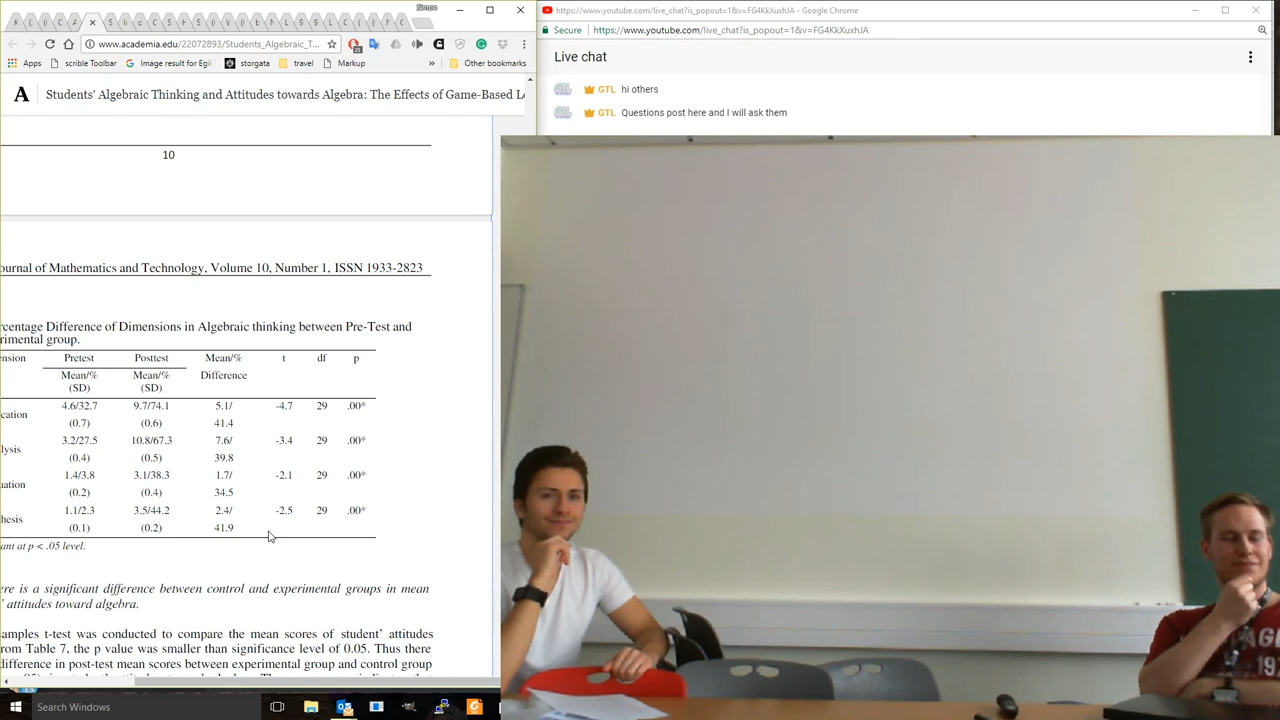 Simon
www.academia.edu/22072893/Students_Algebraic_T...
Apps
scrible Toolbar
Image result for Egil
storgata
travel
Markup
»
Other bookmarks
A
Students' Algebraic Thinking and Attitudes towards Algebra: The Effects of Game-Based Le
10
ournal of Mathematics and Technology, Volume 10, Number 1, ISSN 1933-2823
rcentage Difference of Dimensions in Algebraic thinking between Pre-Test and
rimental group.
nsion Pretest Posttest Mean/% t df p
Mean/% Mean/% Difference
(SD) (SD)
4.6/32.7 9.7/74.1 5.1/ -4.7 29 .00*
cation
(0.7) (0.6) 41.4
3.2/27.5 10.8/67.3 7.6/ -3.4 29 .00*
lysis
(0.4) (0.5) 39.8
1.4/3.8 3.1/38.3 1.7/ -2.1 29 .00*
uation
(0.2) (0.4) 34.5
1.1/2.3 3.5/44.2 2.4/ -2.5 29 .00*
hesis
(0.1) (0.2) 41.9
ant at p < .05 level.
ere is a significant difference between control and experimental groups in mean
' attitudes toward algebra.
samples t-test was conducted to compare the mean scores of student' attitudes
rom Table 7, the p value was smaller than significance level of 0.05. Thus there
difference in post-test mean scores between experimental group and control group
Search Windows
https://www.youtube.com/live_chat?is_popout=1&v=FG4KkXuxhJA - Google Chrome
Secure
https://www.youtube.com/live_chat?is_popout=1&v=FG4KkXuxhJA
Live chat
GTL hi others
GTL Questions post here and I will ask them